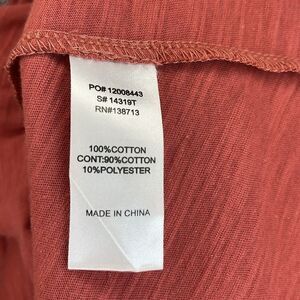 PO# 12008443
S# 14319T
RN#138713
100%COTTON
CONT:90%COTTON
10%POLYESTER
MADE IN CHINA